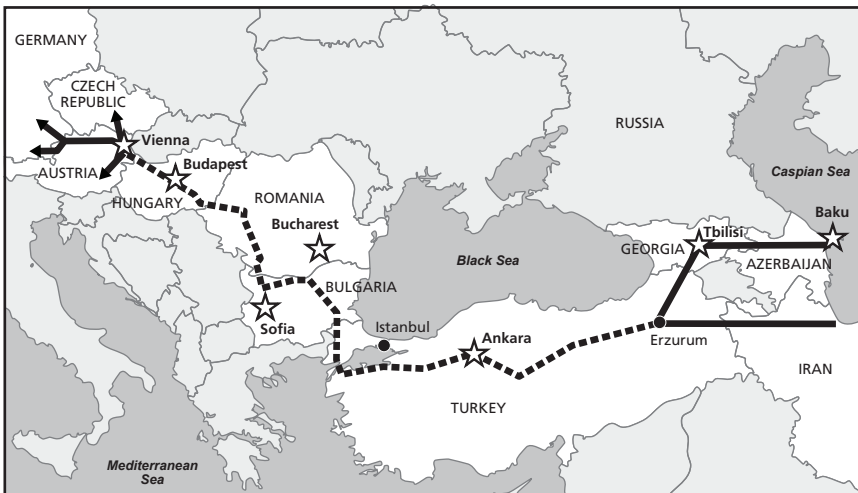 GERMANY
CZECH
REPUBLIC
RUSSIA
Vienna
Budapest
AUSTRIA
Caspian Sea
ROMANIA
HUNGARY
Baku
Bucharest
Tbilisi
GEORGIA
Black Sea
AZERBAIJAN
BULGARIA
Sofia
Istanbul
Ankara
Erzurum
IRAN
TURKEY
Mediterranean
Sea